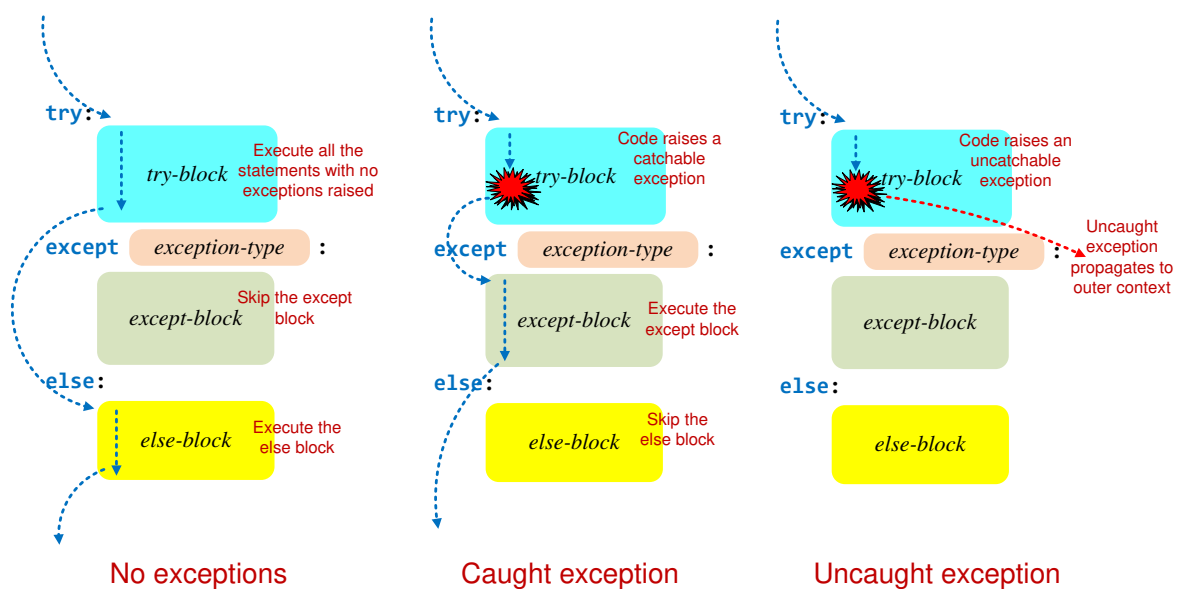 try:
Execute all the
statements with no
exceptions raised
try-block
except exception-type :
Skip the except
block
except-block
else:
Execute the
else block
else-block
No exceptions
try:
Code raises a
catchable
exception
try-block
except exception-type :
Execute the
except block
except-block
else:
Skip the
else block
else-block
Caught exception
try:
Code raises an
uncatchable
exception
try-block
except exception-type :
Uncaught
exception
propagates to
outer context
except-block
else:
else-block
Uncaught exception